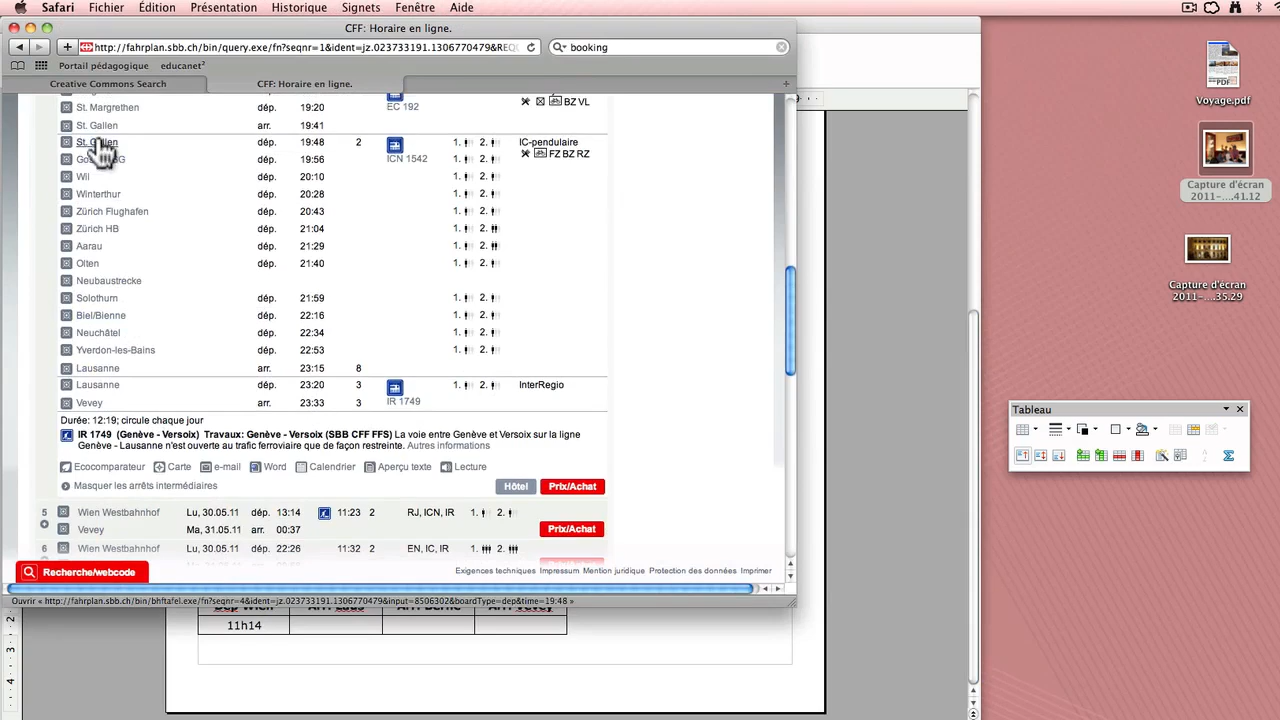 Safari Fichier Édition Présentation Historique Signets Fenêtre Aide
CFF: Horaire en ligne.
http://fahrplan.sbb.ch/bin/query.exe/fn?seqnr=1&ident=jz.023733191.1306770479&REQ booking
Portail pédagogique educanet²
Creative Commons Search CFF: Horaire en ligne.
BZ VL
St. Margrethen dép. 19:20 EC 192
St. Gallen arr. 19:41
St. Gallen dép. 19:48 2 1. 2. IC-pendulaire
dép. 19:56 ICN 1542 1. 2. FZ BZ RZ
Wil dép. 20:10 1. 2.
Winterthur dép. 20:28 1. 2.
Zürich Flughafen dép. 20:43 1. 2.
Zürich HB dép. 21:04 1. 2.
Aarau dép. 21:29 1. 2.
Olten dép. 21:40 1. 2.
Neubaustrecke
Solothurn dép. 21:59 1. 2.
Biel/Bienne dép. 22:16 1. 2.
Neuchâtel dép. 22:34 1. 2.
Yverdon-les-Bains dép. 22:53 1. 2.
Lausanne arr. 23:15 8
Lausanne dép. 23:20 3 1. 2. InterRegio
Vevey arr. 23:33 3 IR 1749
Durée: 12:19; circule chaque jour
IR 1749 (Genève - Versoix) Travaux: Genève - Versoix (SBB CFF FFS) La voie entre Genève et Versoix sur la ligne
Genève - Lausanne n'est ouverte au trafic ferroviaire que de façon restreinte. Autres informations
Ecocomparateur Carte e-mail Word Calendrier Aperçu texte Lecture
Masquer les arrêts intermédiaires Hôtel Prix/Achat
5 Wien Westbahnhof Lu, 30.05.11 dép. 13:14 11:23 2 RJ, ICN, IR 1. 2.
Vevey Ma, 31.05.11 arr. 00:37 Prix/Achat
6 Wien Westbahnhof Lu, 30.05.11 dép. 22:26 11:32 2 EN, IC, IR 1. 2.
Recherche/webcode Exigences techniques Impressum Mention juridique Protection des données Imprimer
Ouvrir « http://fahrplan.sbb.ch/bin/bhftafel.exe/fn?seqnr=4&ident=jz.023733191.1306770479&input=8506302&boardType=dep&time=19:48 »
Dép Wien Arr. Laus Arr. Berne Arr. Vevey
11h14
2 3 4
Voyage.pdf
Capture d'écran
2011-....41.12
Capture d'écran
2011-....35.29
Tableau